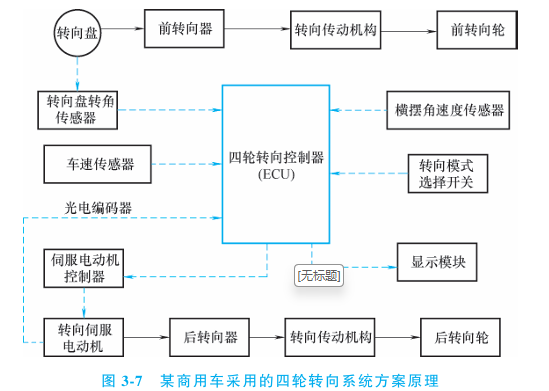 转向盘
前转向器
转向传动机构
前转向轮
转向盘转角
传感器
横摆角速度传感器
四轮转向控制器
(ECU)
车速传感器
转向模式
选择开关
光电编码器
伺服电动机
控制器
[无标题]
显示模块
转向伺服
电动机
后转向器
转向传动机构
后转向轮
图 3-7 某商用车采用的四轮转向系统方案原理